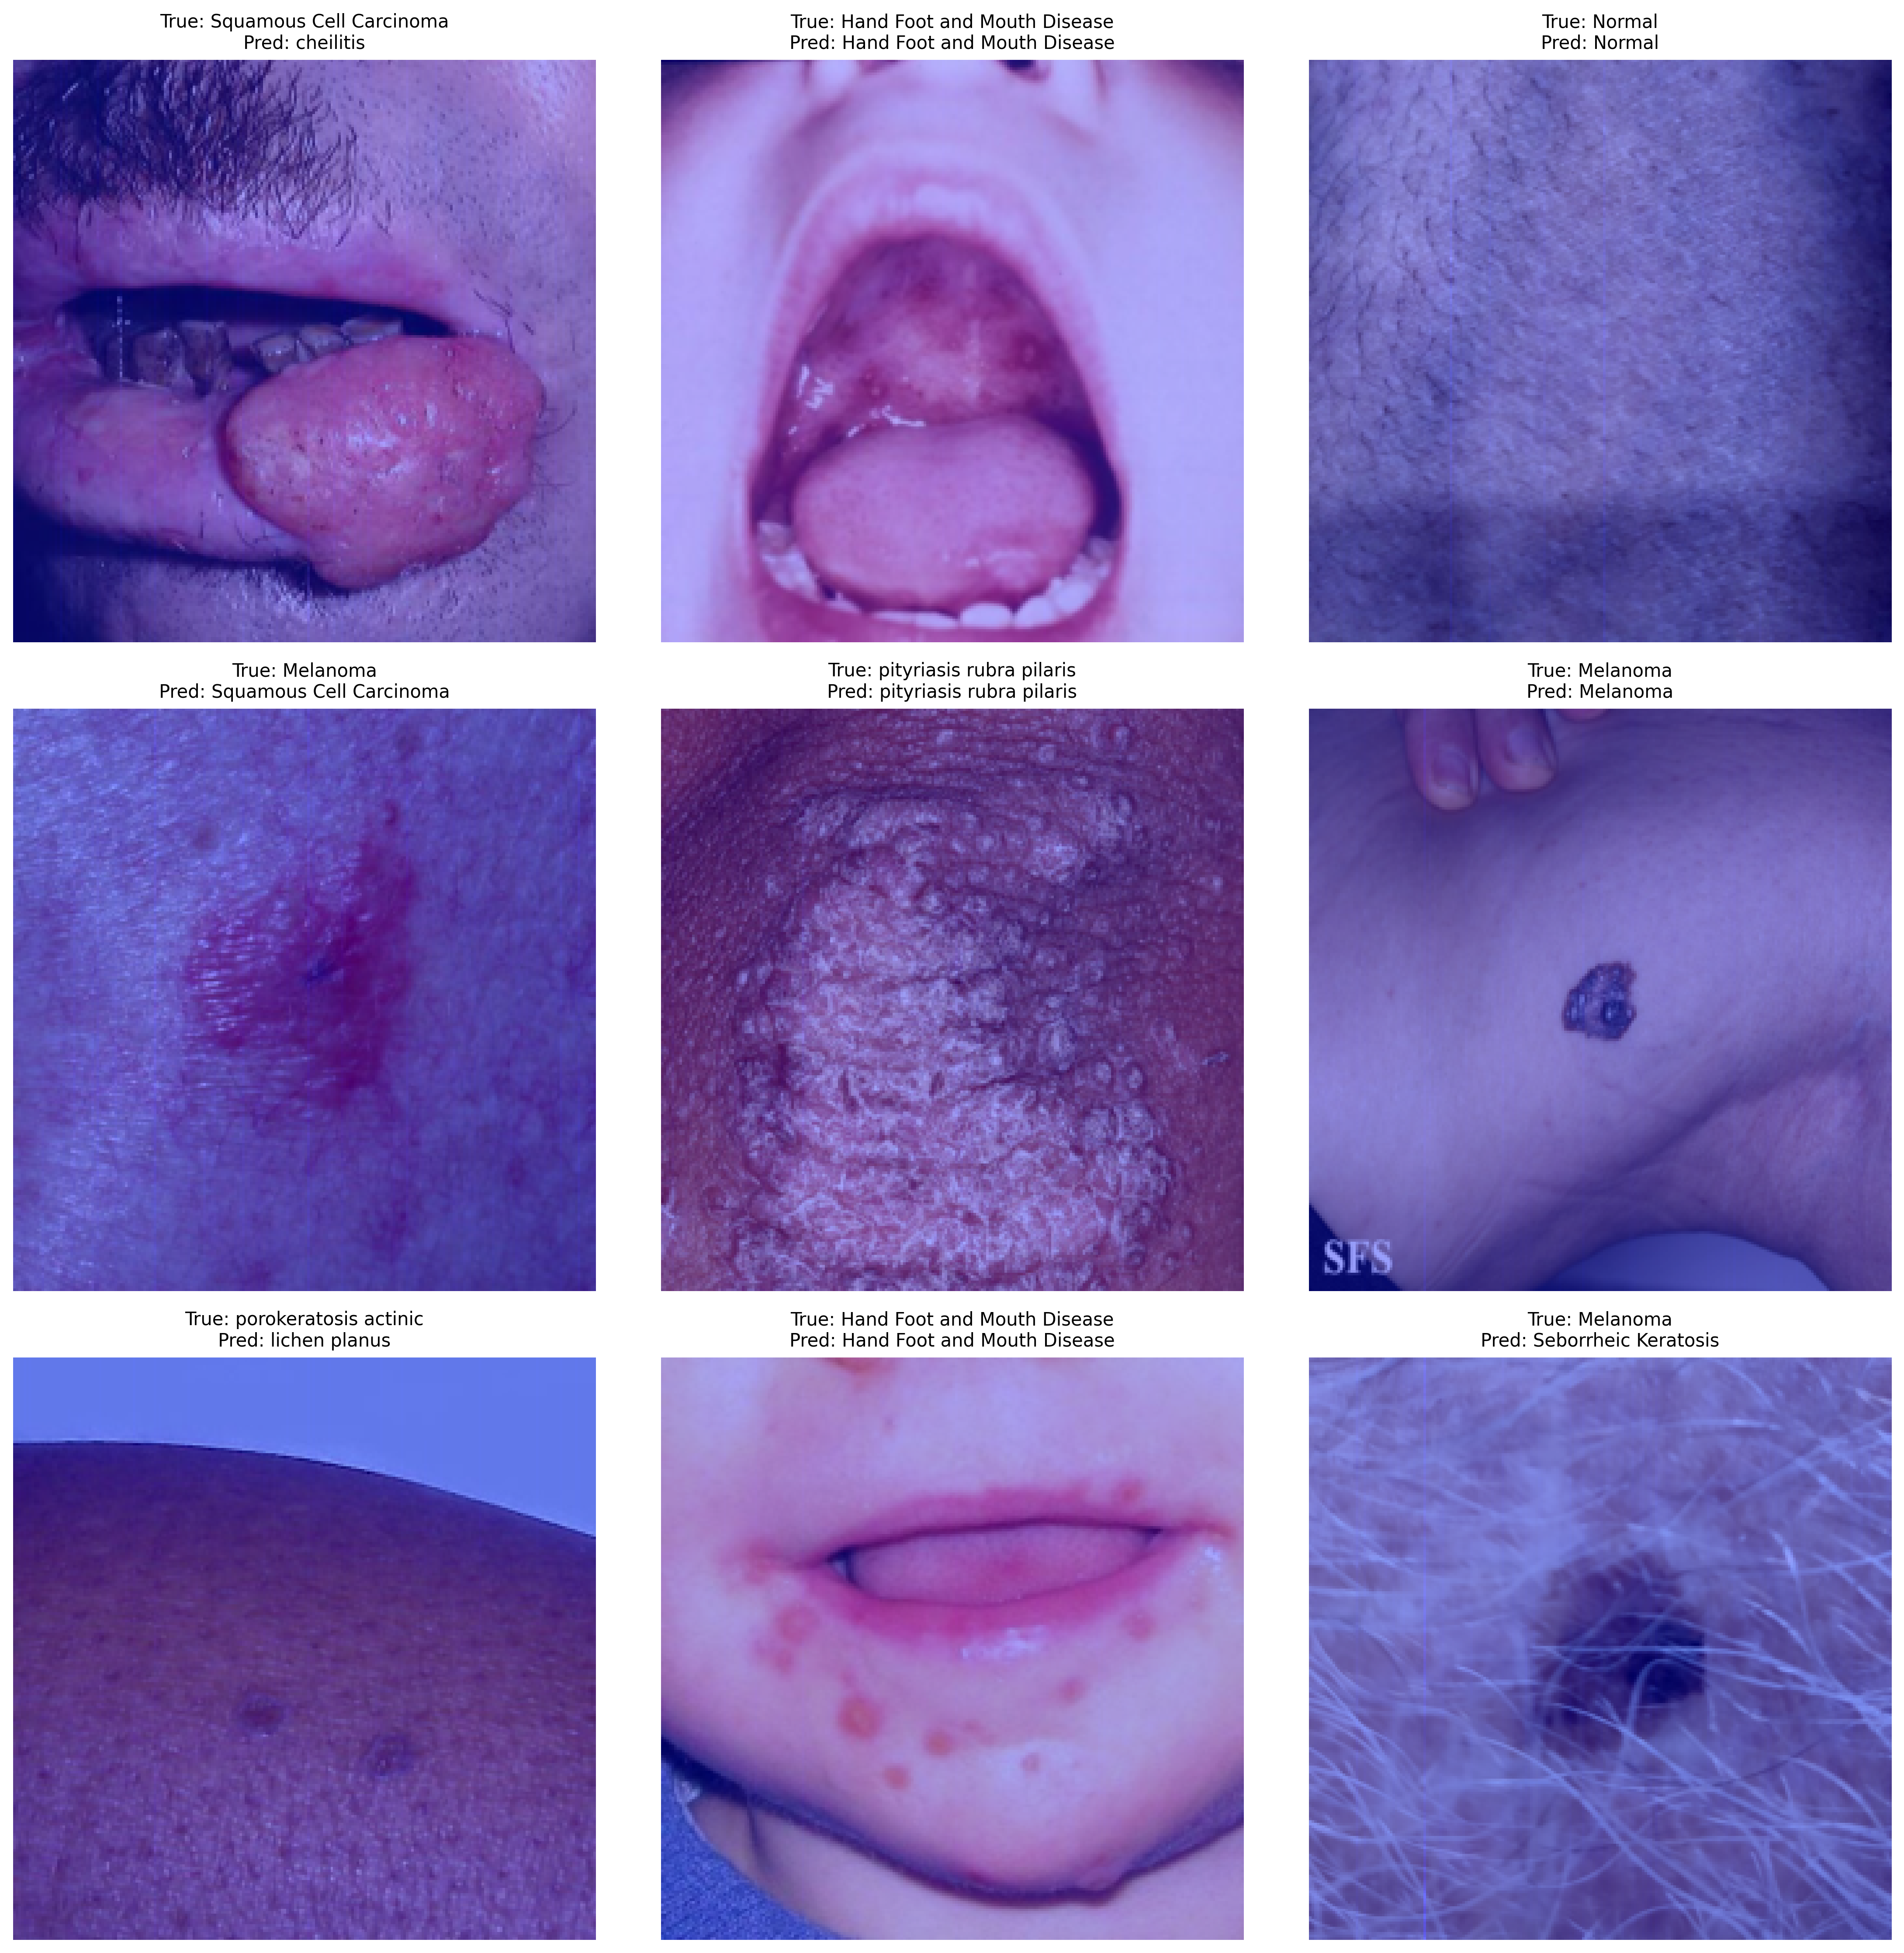 True: Squamous Cell Carcinoma
Pred: cheilitis
True: Hand Foot and Mouth Disease
Pred: Hand Foot and Mouth Disease
True: Normal
Pred: Normal
True: Melanoma
Pred: Squamous Cell Carcinoma
True: pityriasis rubra pilaris
Pred: pityriasis rubra pilaris
True: Melanoma
Pred: Melanoma
SFS
True: porokeratosis actinic
Pred: lichen planus
True: Hand Foot and Mouth Disease
Pred: Hand Foot and Mouth Disease
True: Melanoma
Pred: Seborrheic Keratosis